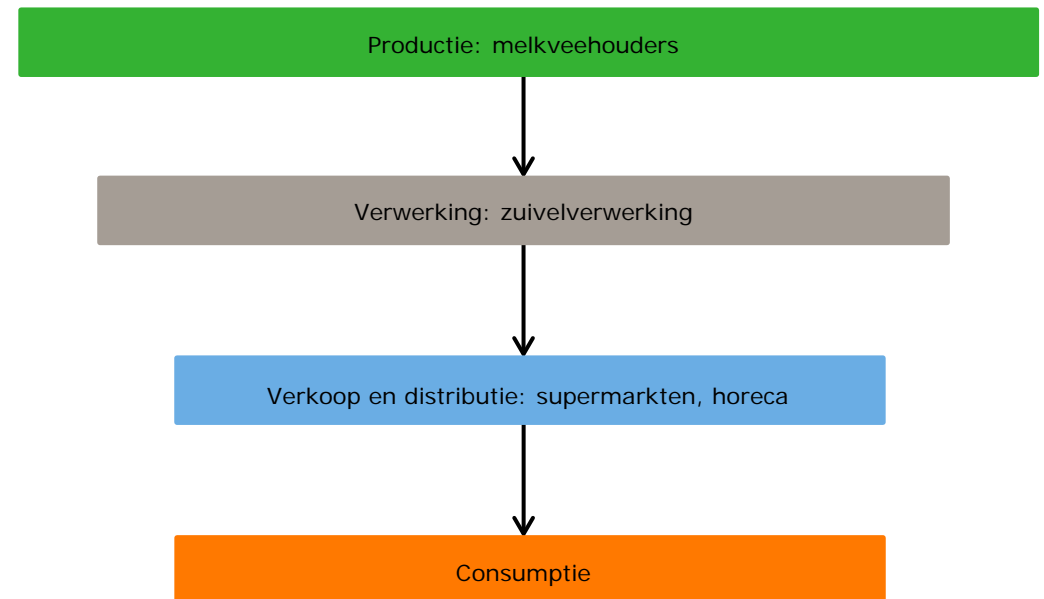 Productie: melkveehouders
Verwerking: zuivelverwerking
Verkoop en distributie: supermarkten, horeca
Consumptie